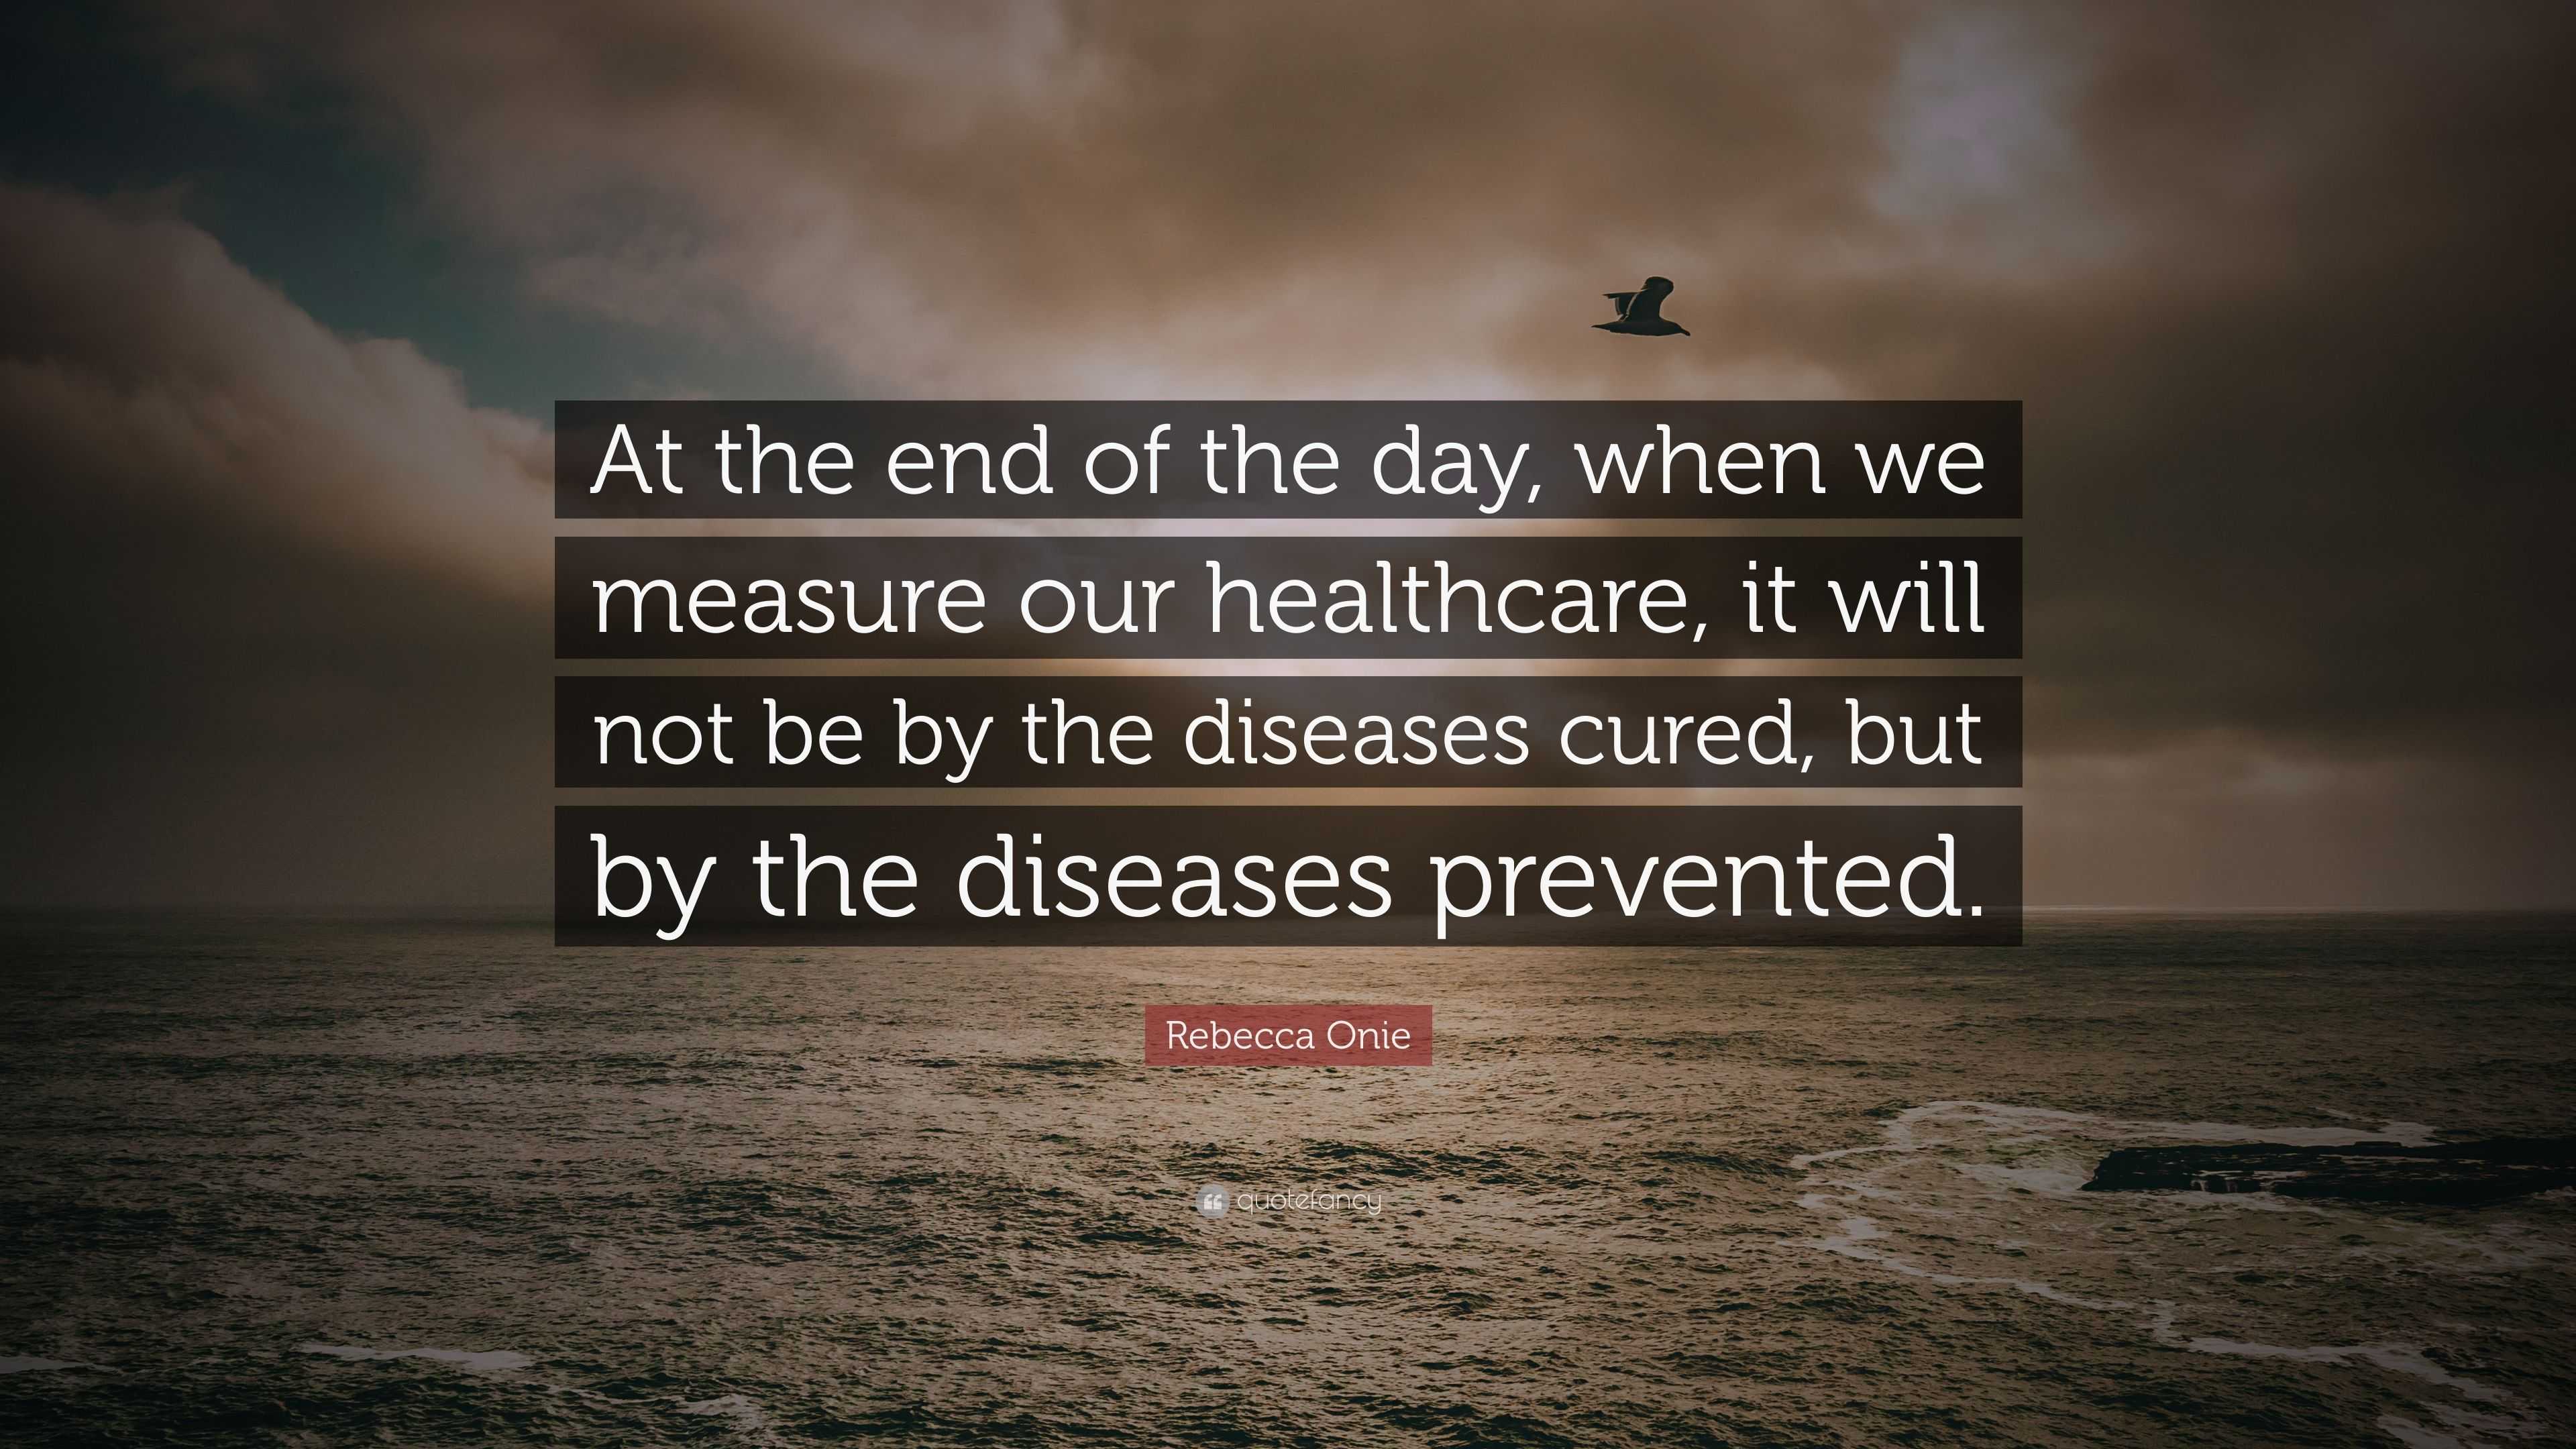 At the end of the day, when we
measure our healthcare, it will
not be by the diseases cured, but
by the diseases prevented.
Rebecca Onie
quotefancy